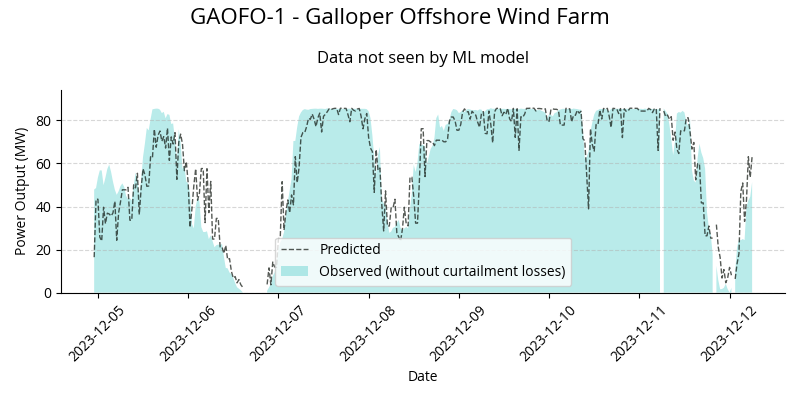 GAOFO-1 - Galloper Offshore Wind Farm
Data not seen by ML model
Power Output (MW)
80
60
40
20
0
Predicted
Observed (without curtailment losses)
2023-12-05
2023-12-06
2023-12-07
2023-12-08
2023-12-09
2023-12-10
2023-12-11
2023-12-12
Date